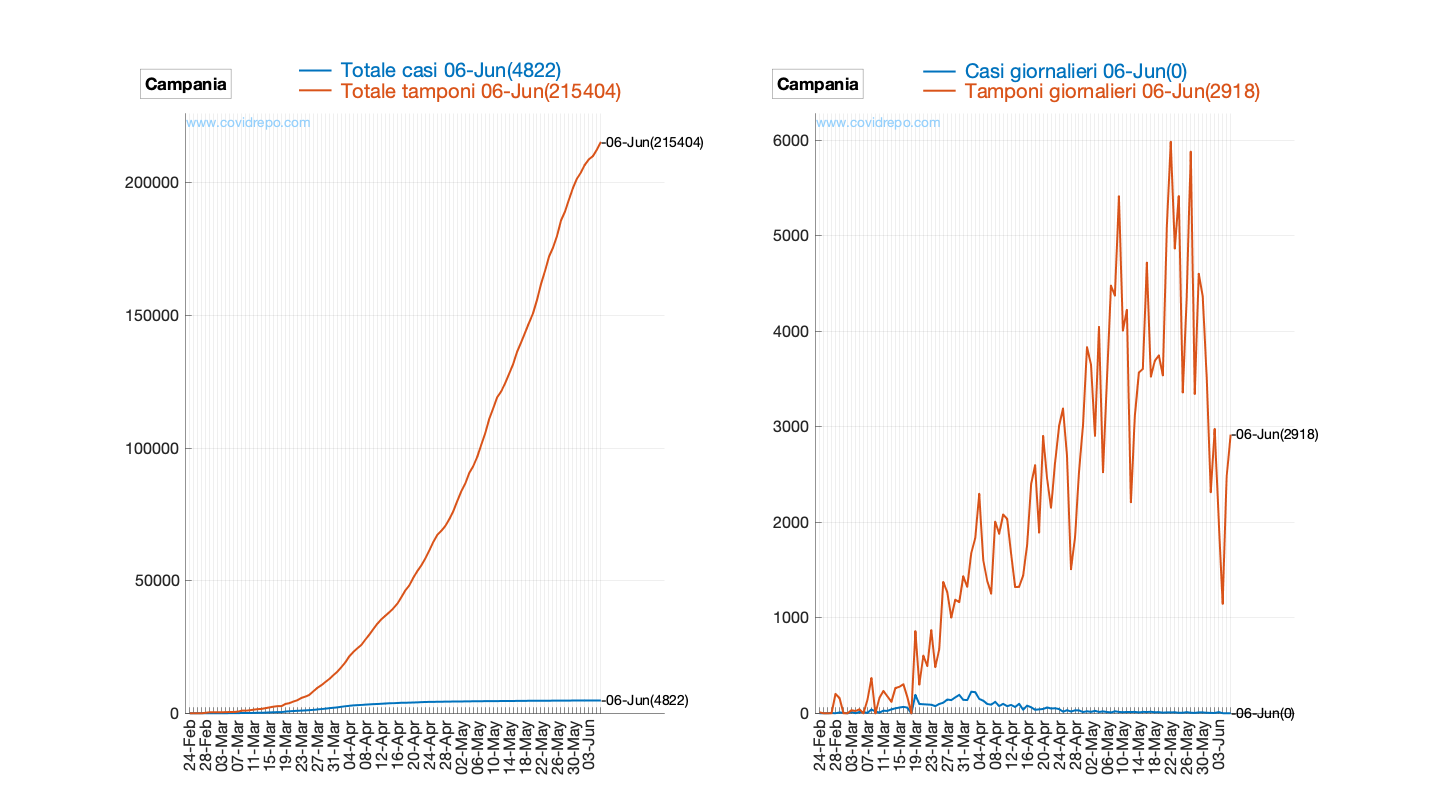 Campania
Totale casi 06-Jun(4822)
Totale tamponi 06-Jun(215404)
www.covidrepo.com
06-Jun(215404)
200000
150000
100000
50000
0
06-Jun(4822)
24-Feb
28-Feb
03-Mar
07-Mar
11-Mar
15-Mar
19-Mar
23-Mar
27-Mar
31-Mar
04-Apr
08-Apr
12-Apr
16-Apr
20-Apr
24-Apr
28-Apr
02-May
06-May
10-May
14-May
18-May
22-May
26-May
30-May
03-Jun
Campania
Casi giornalieri 06-Jun(0)
Tamponi giornalieri 06-Jun(2918)
www.covidrepo.com
6000
5000
4000
3000
06-Jun(2918)
2000
1000
0
06-Jun(0)
24-Feb
28-Feb
03-Mar
07-Mar
11-Mar
15-Mar
19-Mar
23-Mar
27-Mar
31-Mar
04-Apr
08-Apr
12-Apr
16-Apr
20-Apr
24-Apr
28-Apr
02-May
06-May
10-May
14-May
18-May
22-May
26-May
30-May
03-Jun